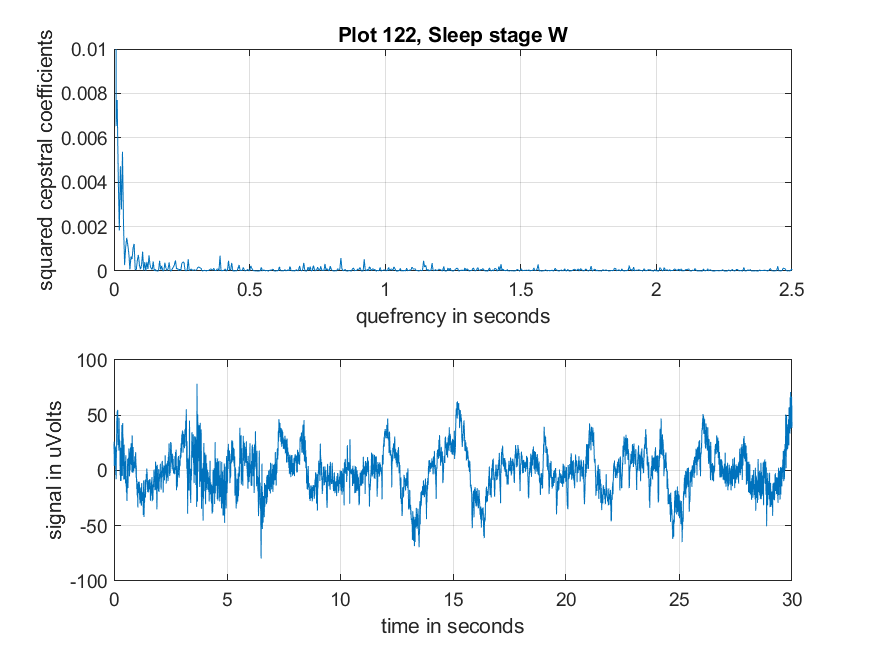 Plot 122, Sleep stage W
squared cepstral coefficients
0.01
0.008
0.006
0.004
0.002
0
0 0.5 1 1.5 2 2.5
quefrency in seconds
signal in uVolts
100
50
0
-50
-100
0 5 10 15 20 25 30
time in seconds